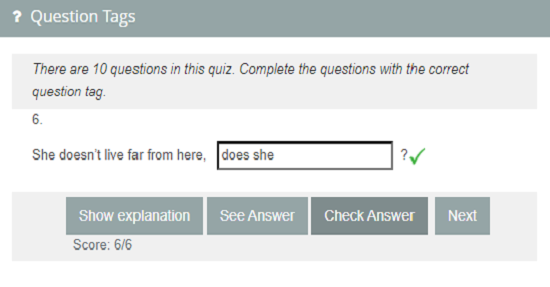 ? Question Tags
There are 10 questions in this quiz. Complete the questions with the correct
question tag.
6.
She doesn't live far from here, does she ?
Show explanation See Answer Check Answer Next
Score: 6/6